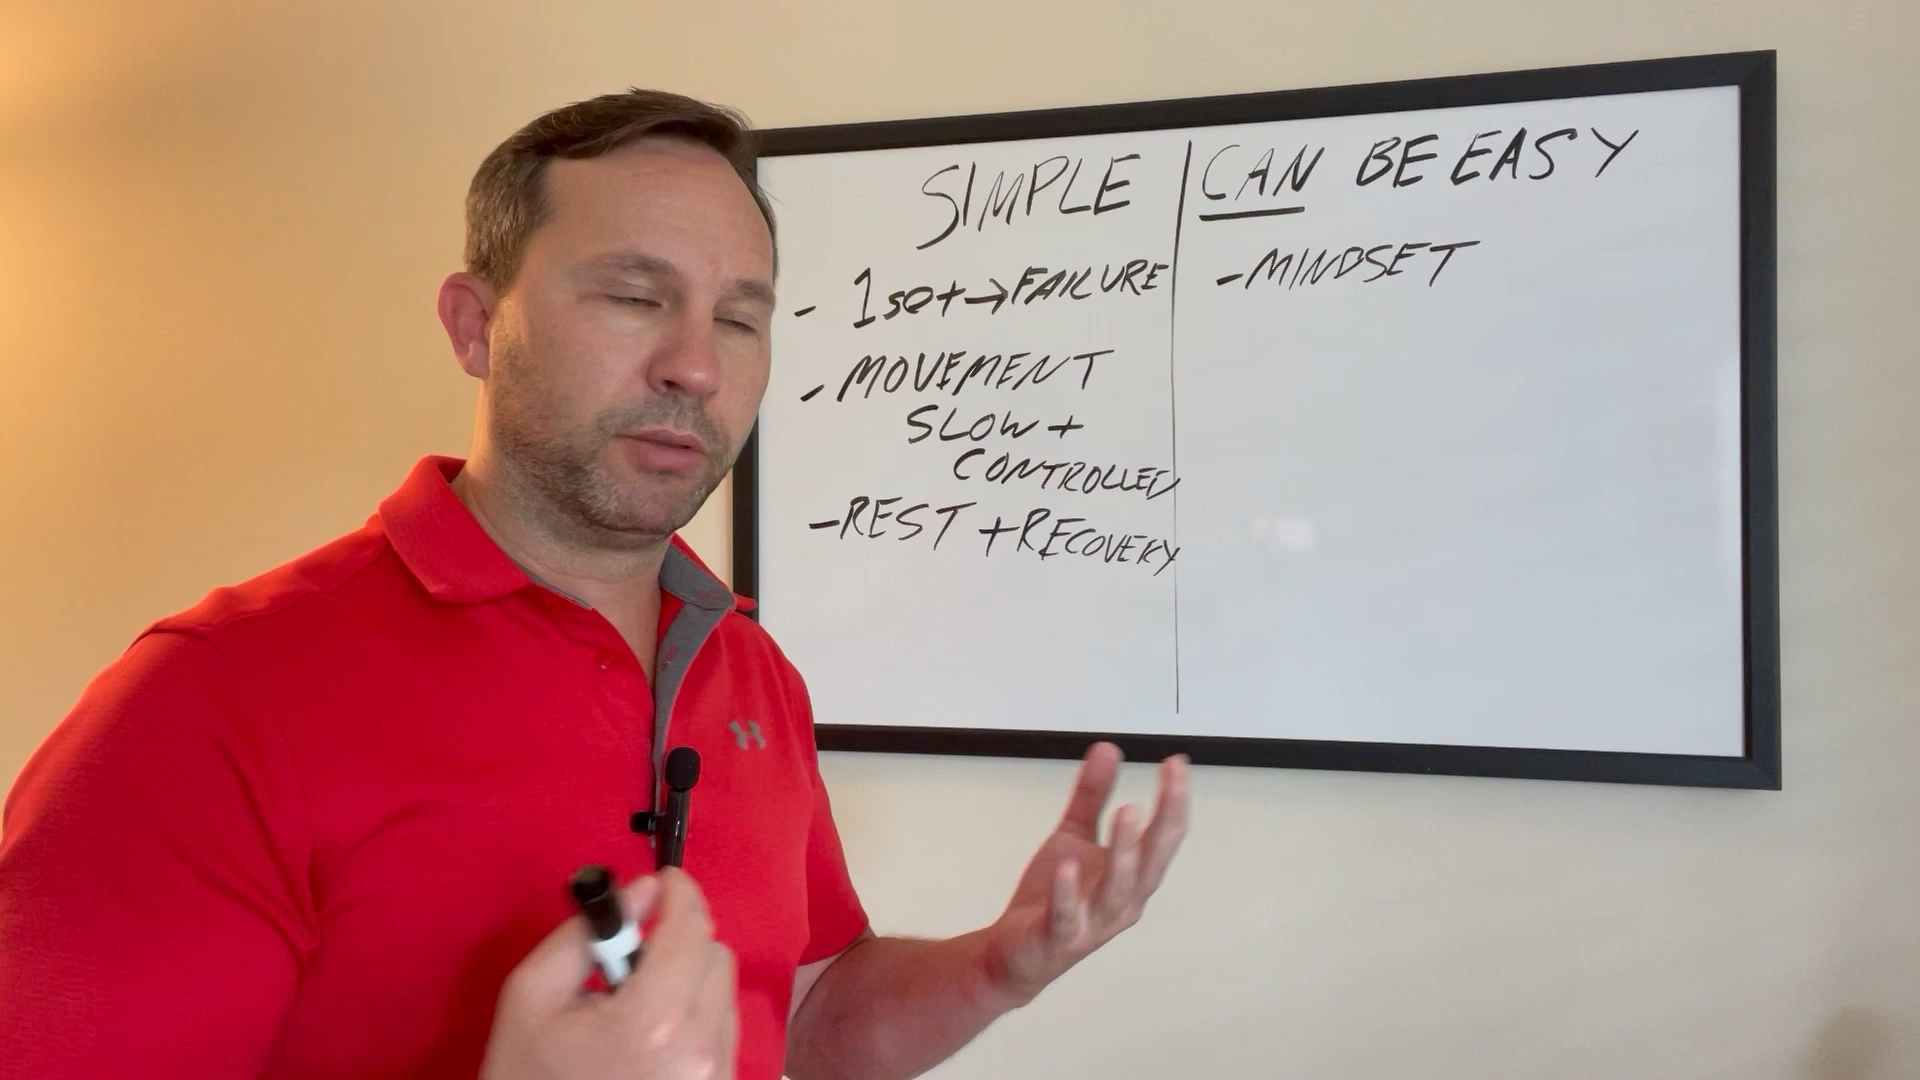 SIMPLE
- 1 set → FAILURE
- MOVEMENT
SLOW +
CONTROLLED
- REST + RECOVERY
CAN BE EASY
- MINDSET